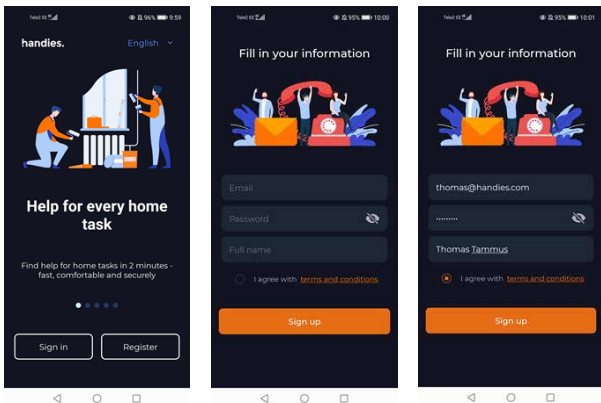 Tele2 EE
96%
9:59
handies.
English
Help for every home
task
Find help for home tasks in 2 minutes -
fast, comfortable and securely
Sign in
Register
Tele2 EE
95%
10:00
Fill in your information
Email
Password
Full name
I agree with terms and conditions
Sign up
Tele2 EE
95%
10:01
Fill in your information
thomas@handies.com
.........
Thomas Tammus
I agree with terms and conditions
Sign up